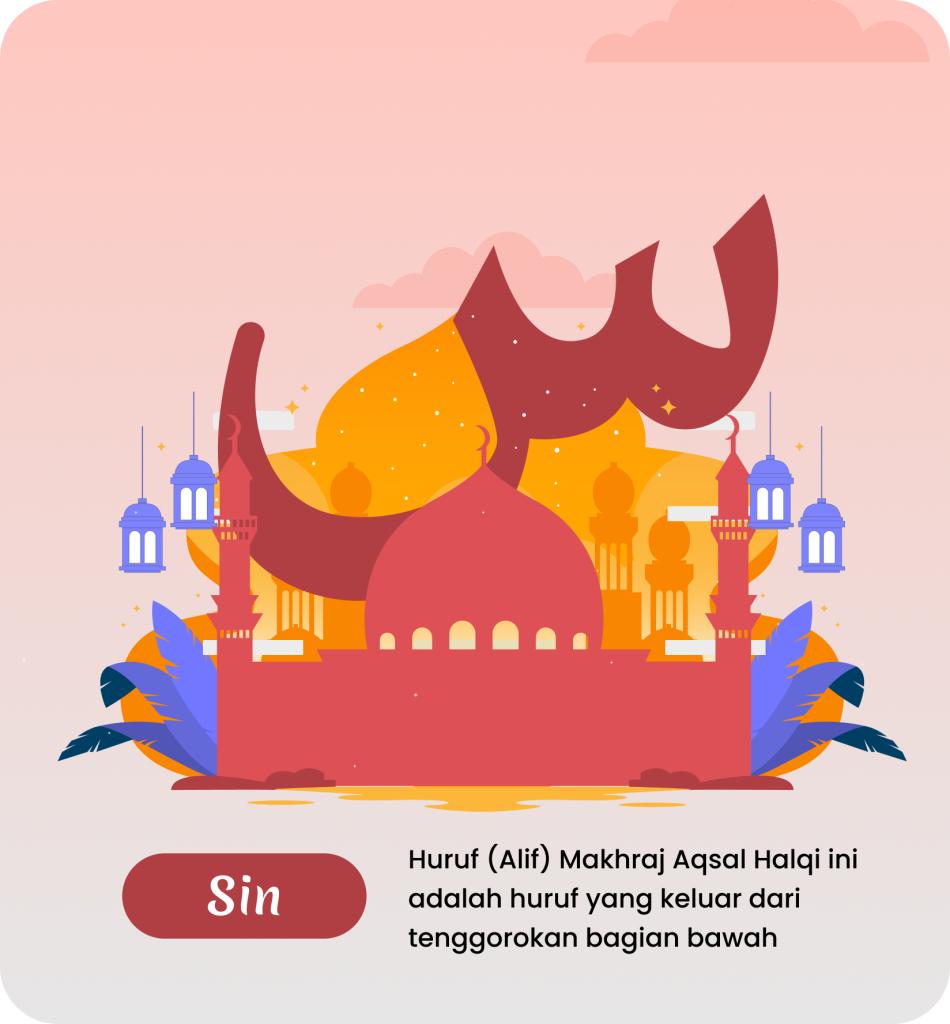 س
Sin
Huruf (Alif) Makhraj Aqsal Halqi ini
adalah huruf yang keluar dari
tenggorokan bagian bawah